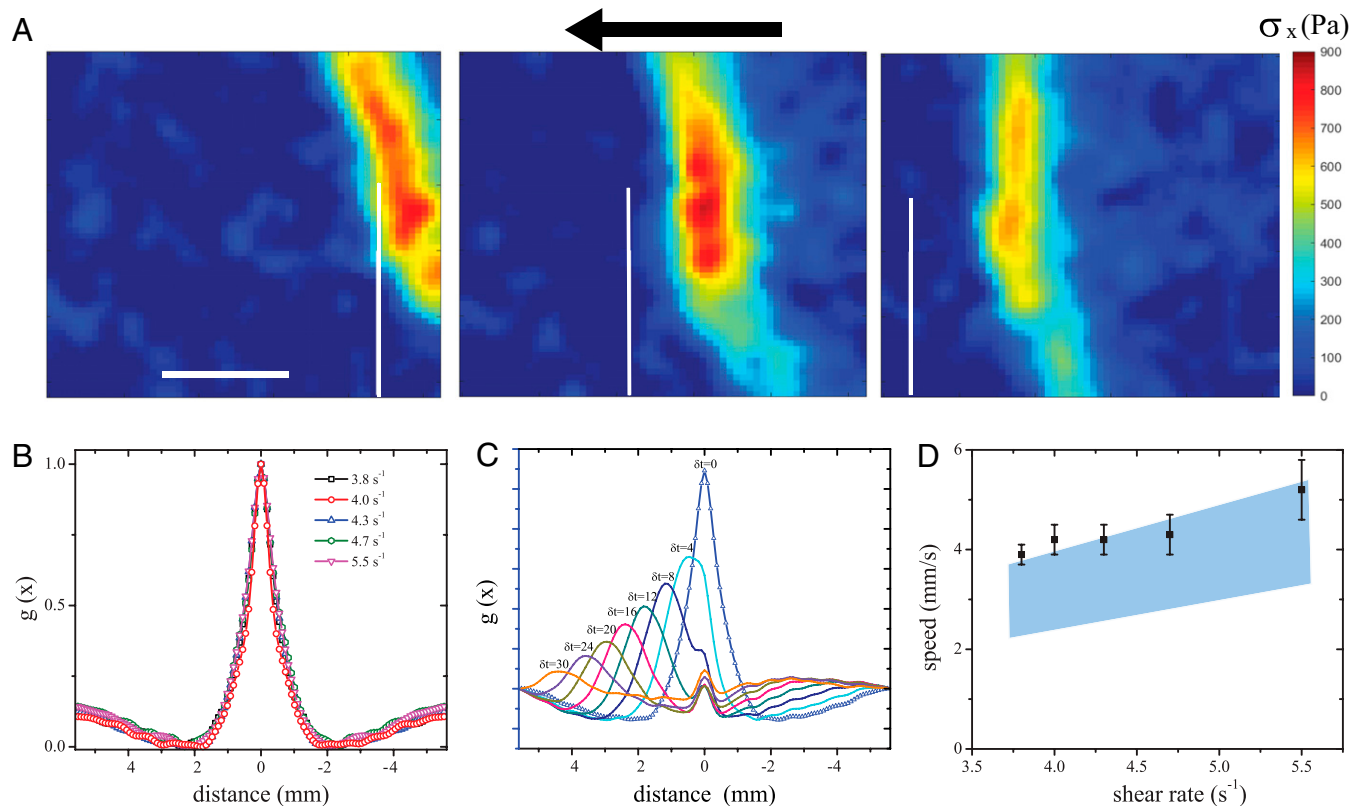 A
σ x (Pa)
900
800
700
600
500
400
300
200
100
0
B
C
D
1.0
0.5
0.0
g (x)
3.8 s⁻¹
4.0 s⁻¹
4.3 s⁻¹
4.7 s⁻¹
5.5 s⁻¹
4 2 0 -2 -4
distance (mm)
g (x)
δt=0
δt=4
δt=8
δt=12
δt=16
δt=20
δt=24
δt=30
4 2 0 -2 -4
distance (mm)
6
4
2
0
speed (mm/s)
3.5 4.0 4.5 5.0 5.5
shear rate (s⁻¹)